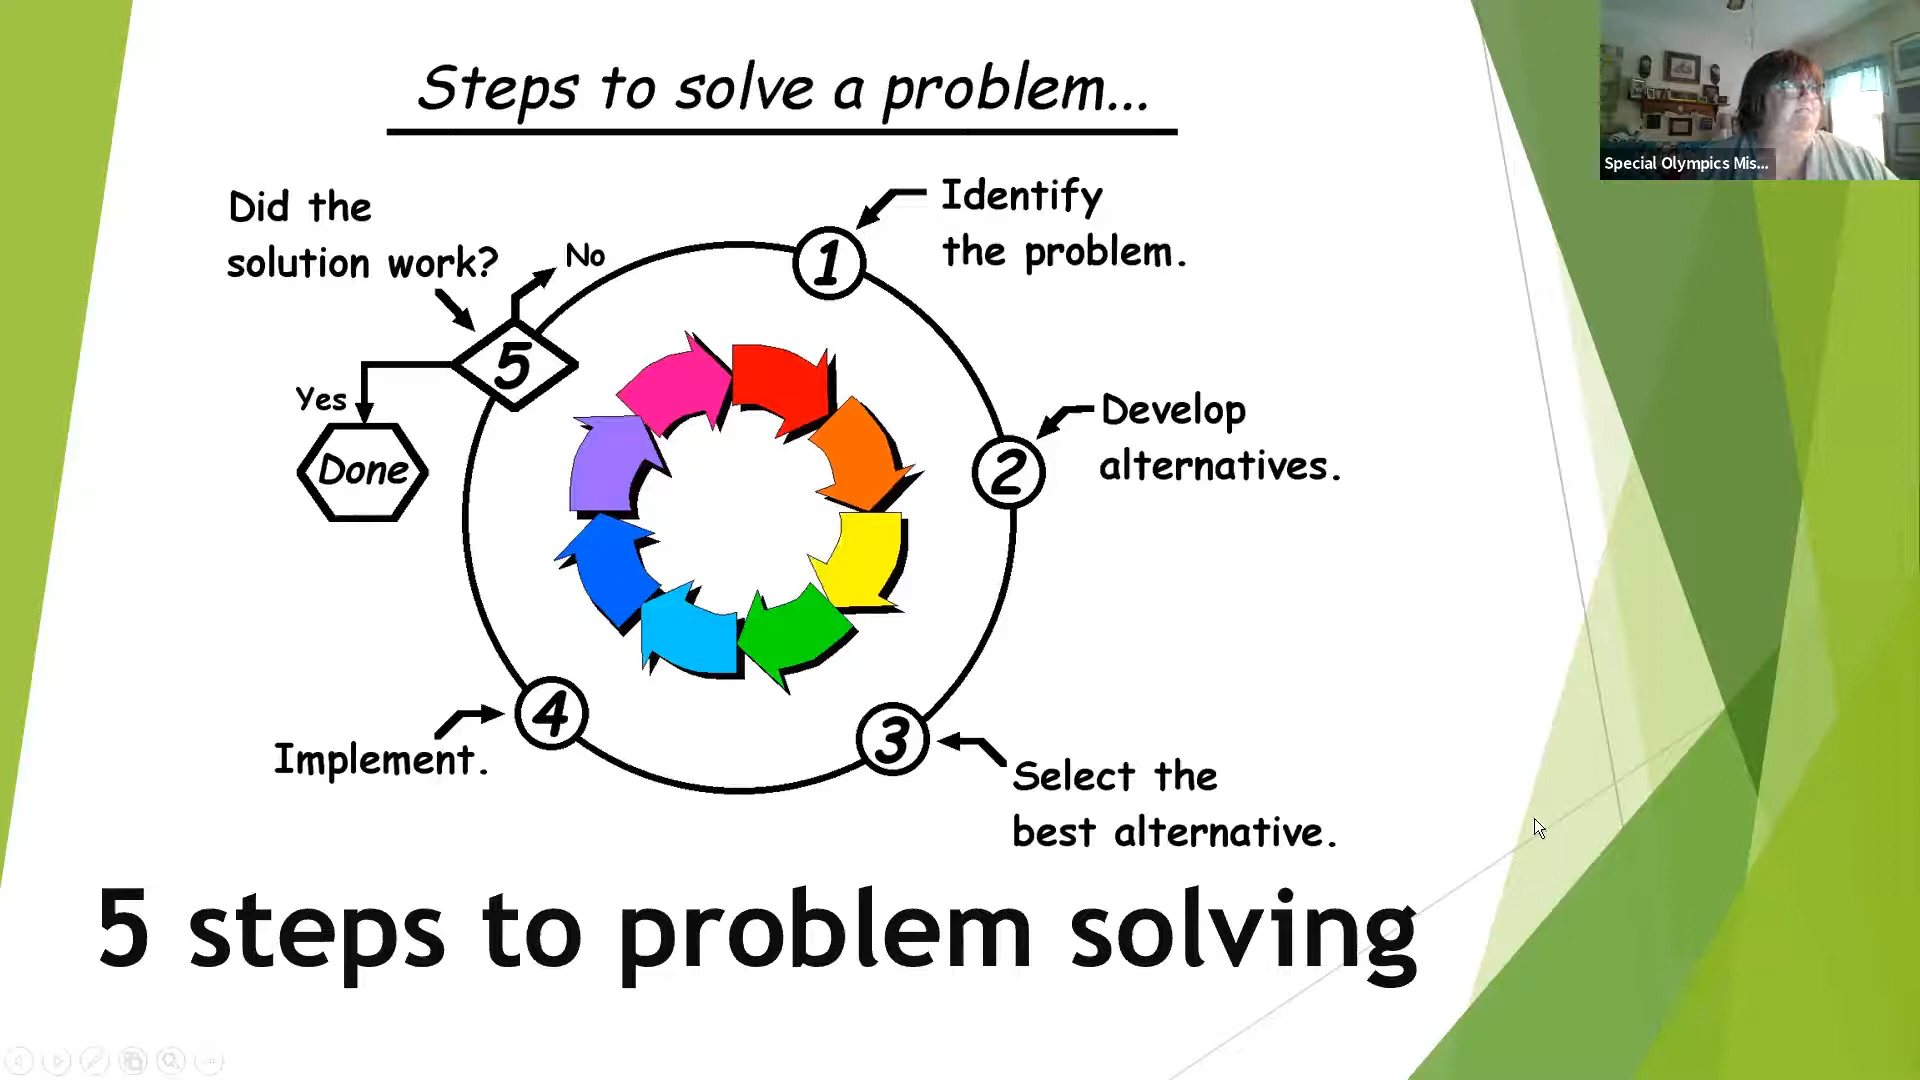 Steps to solve a problem...
Special Olympics Mis...
Did the
solution work?
No
1
Identify
the problem.
5
Yes
Done
2
Develop
alternatives.
4
Implement.
3
Select the
best alternative.
5 steps to problem solving